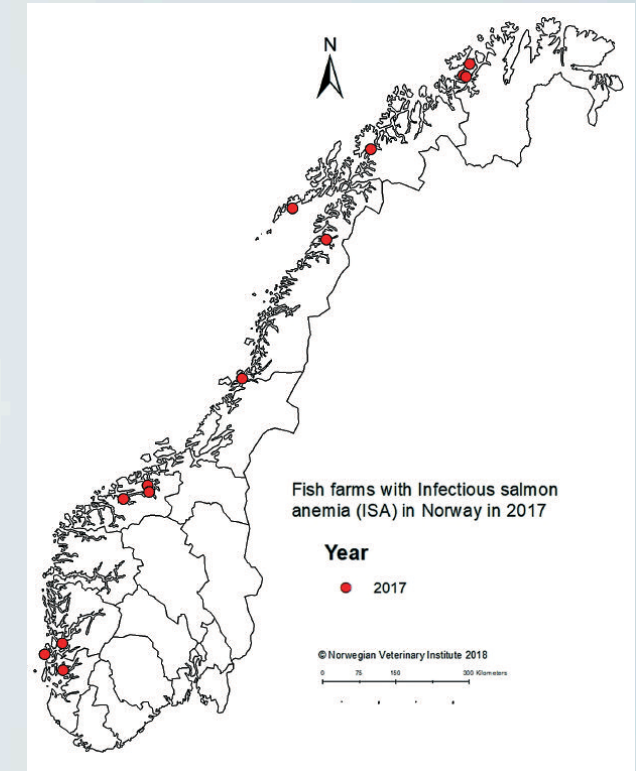 N
Fish farms with Infectious salmon
anemia (ISA) in Norway in 2017
Year
2017
© Norwegian Veterinary Institute 2018
0 75 150 300 Kilometers